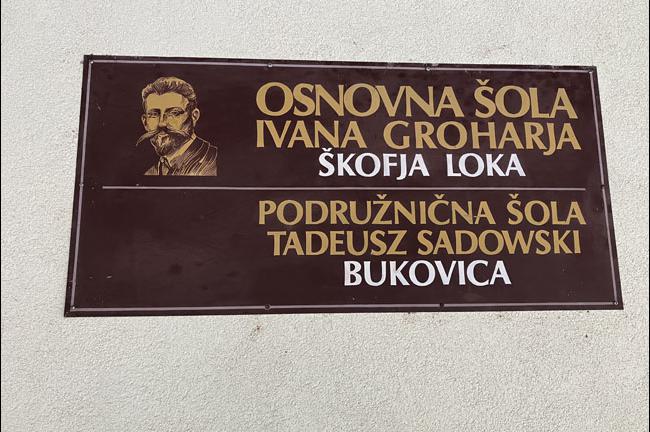 OSNOVNA ŠOLA
IVANA GROHARJA
ŠKOFJA LOKA
PODRUŽNIČNA ŠOLA
TADEUSZ SADOWSKI
BUKOVICA